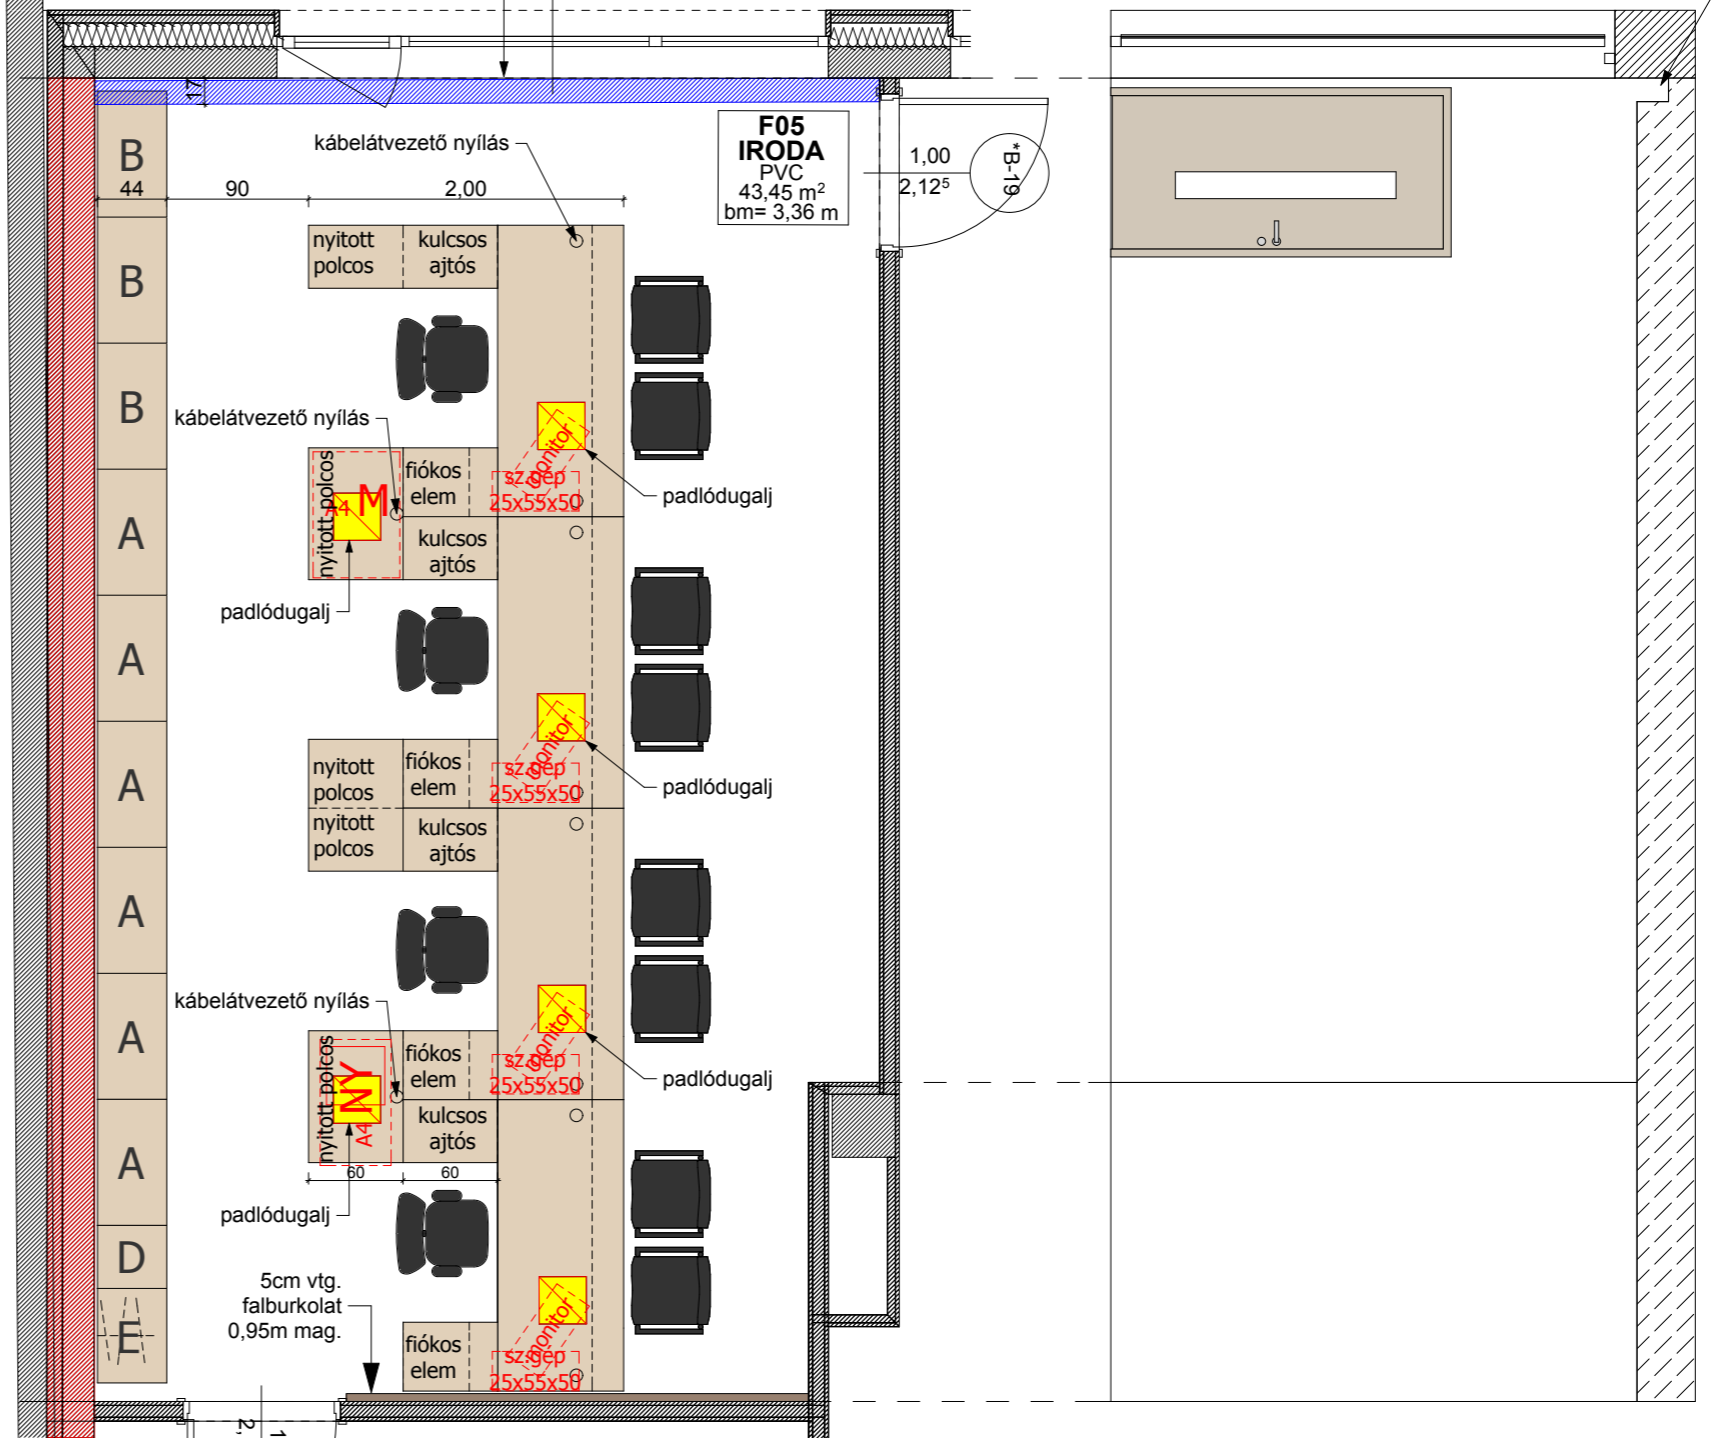 17
kábelátvezető nyílás
F05
IRODA
PVC
43,45 m²
bm= 3,36 m
1,00
2,12⁵
*B-19
B
44
90
2,00
nyitott
polcos
kulcsos
ajtós
B
B
kábelátvezető nyílás
monitor
nyitott polcos
A4 M
fiókos
elem
sz.gép
25x55x50
padlódugalj
A
kulcsos
ajtós
padlódugalj
A
monitor
nyitott
polcos
fiókos
elem
sz.gép
25x55x50
padlódugalj
A
nyitott
polcos
kulcsos
ajtós
A
kábelátvezető nyílás
monitor
A
nyitott polcos
NY
A4
fiókos
elem
sz.gép
25x55x50
padlódugalj
kulcsos
ajtós
A
60
60
padlódugalj
D
5cm vtg.
falburkolat
0,95m mag.
E
monitor
fiókos
elem
sz.gép
25x55x50